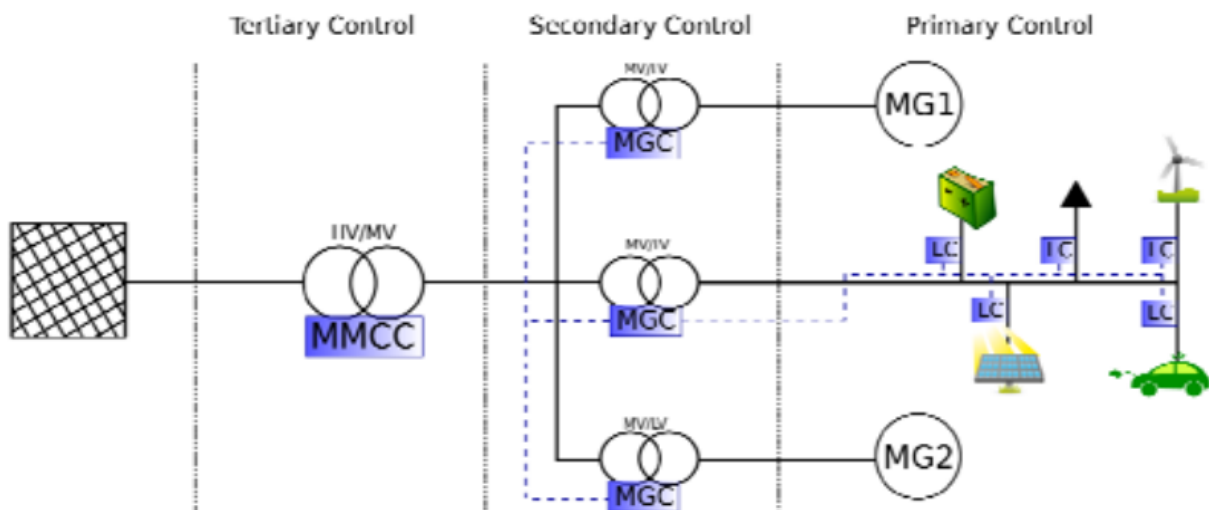 Tertiary Control
Secondary Control
Primary Control
MV/LV
MG1
MGC
HV/MV
MMCC
MV/LV
MGC
LC
LC
LC
LC
LC
MV/LV
MGC
MG2